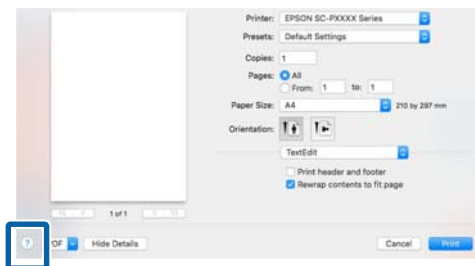 Printer: EPSON SC-PXXXX Series
Presets: Default Settings
Copies: 1
Pages: All
From: 1 to: 1
Paper Size: A4 210 by 297 mm
Orientation:
TextEdit
Print header and footer
Rewrap contents to fit page
1 of 1
? DF Hide Details Cancel Print